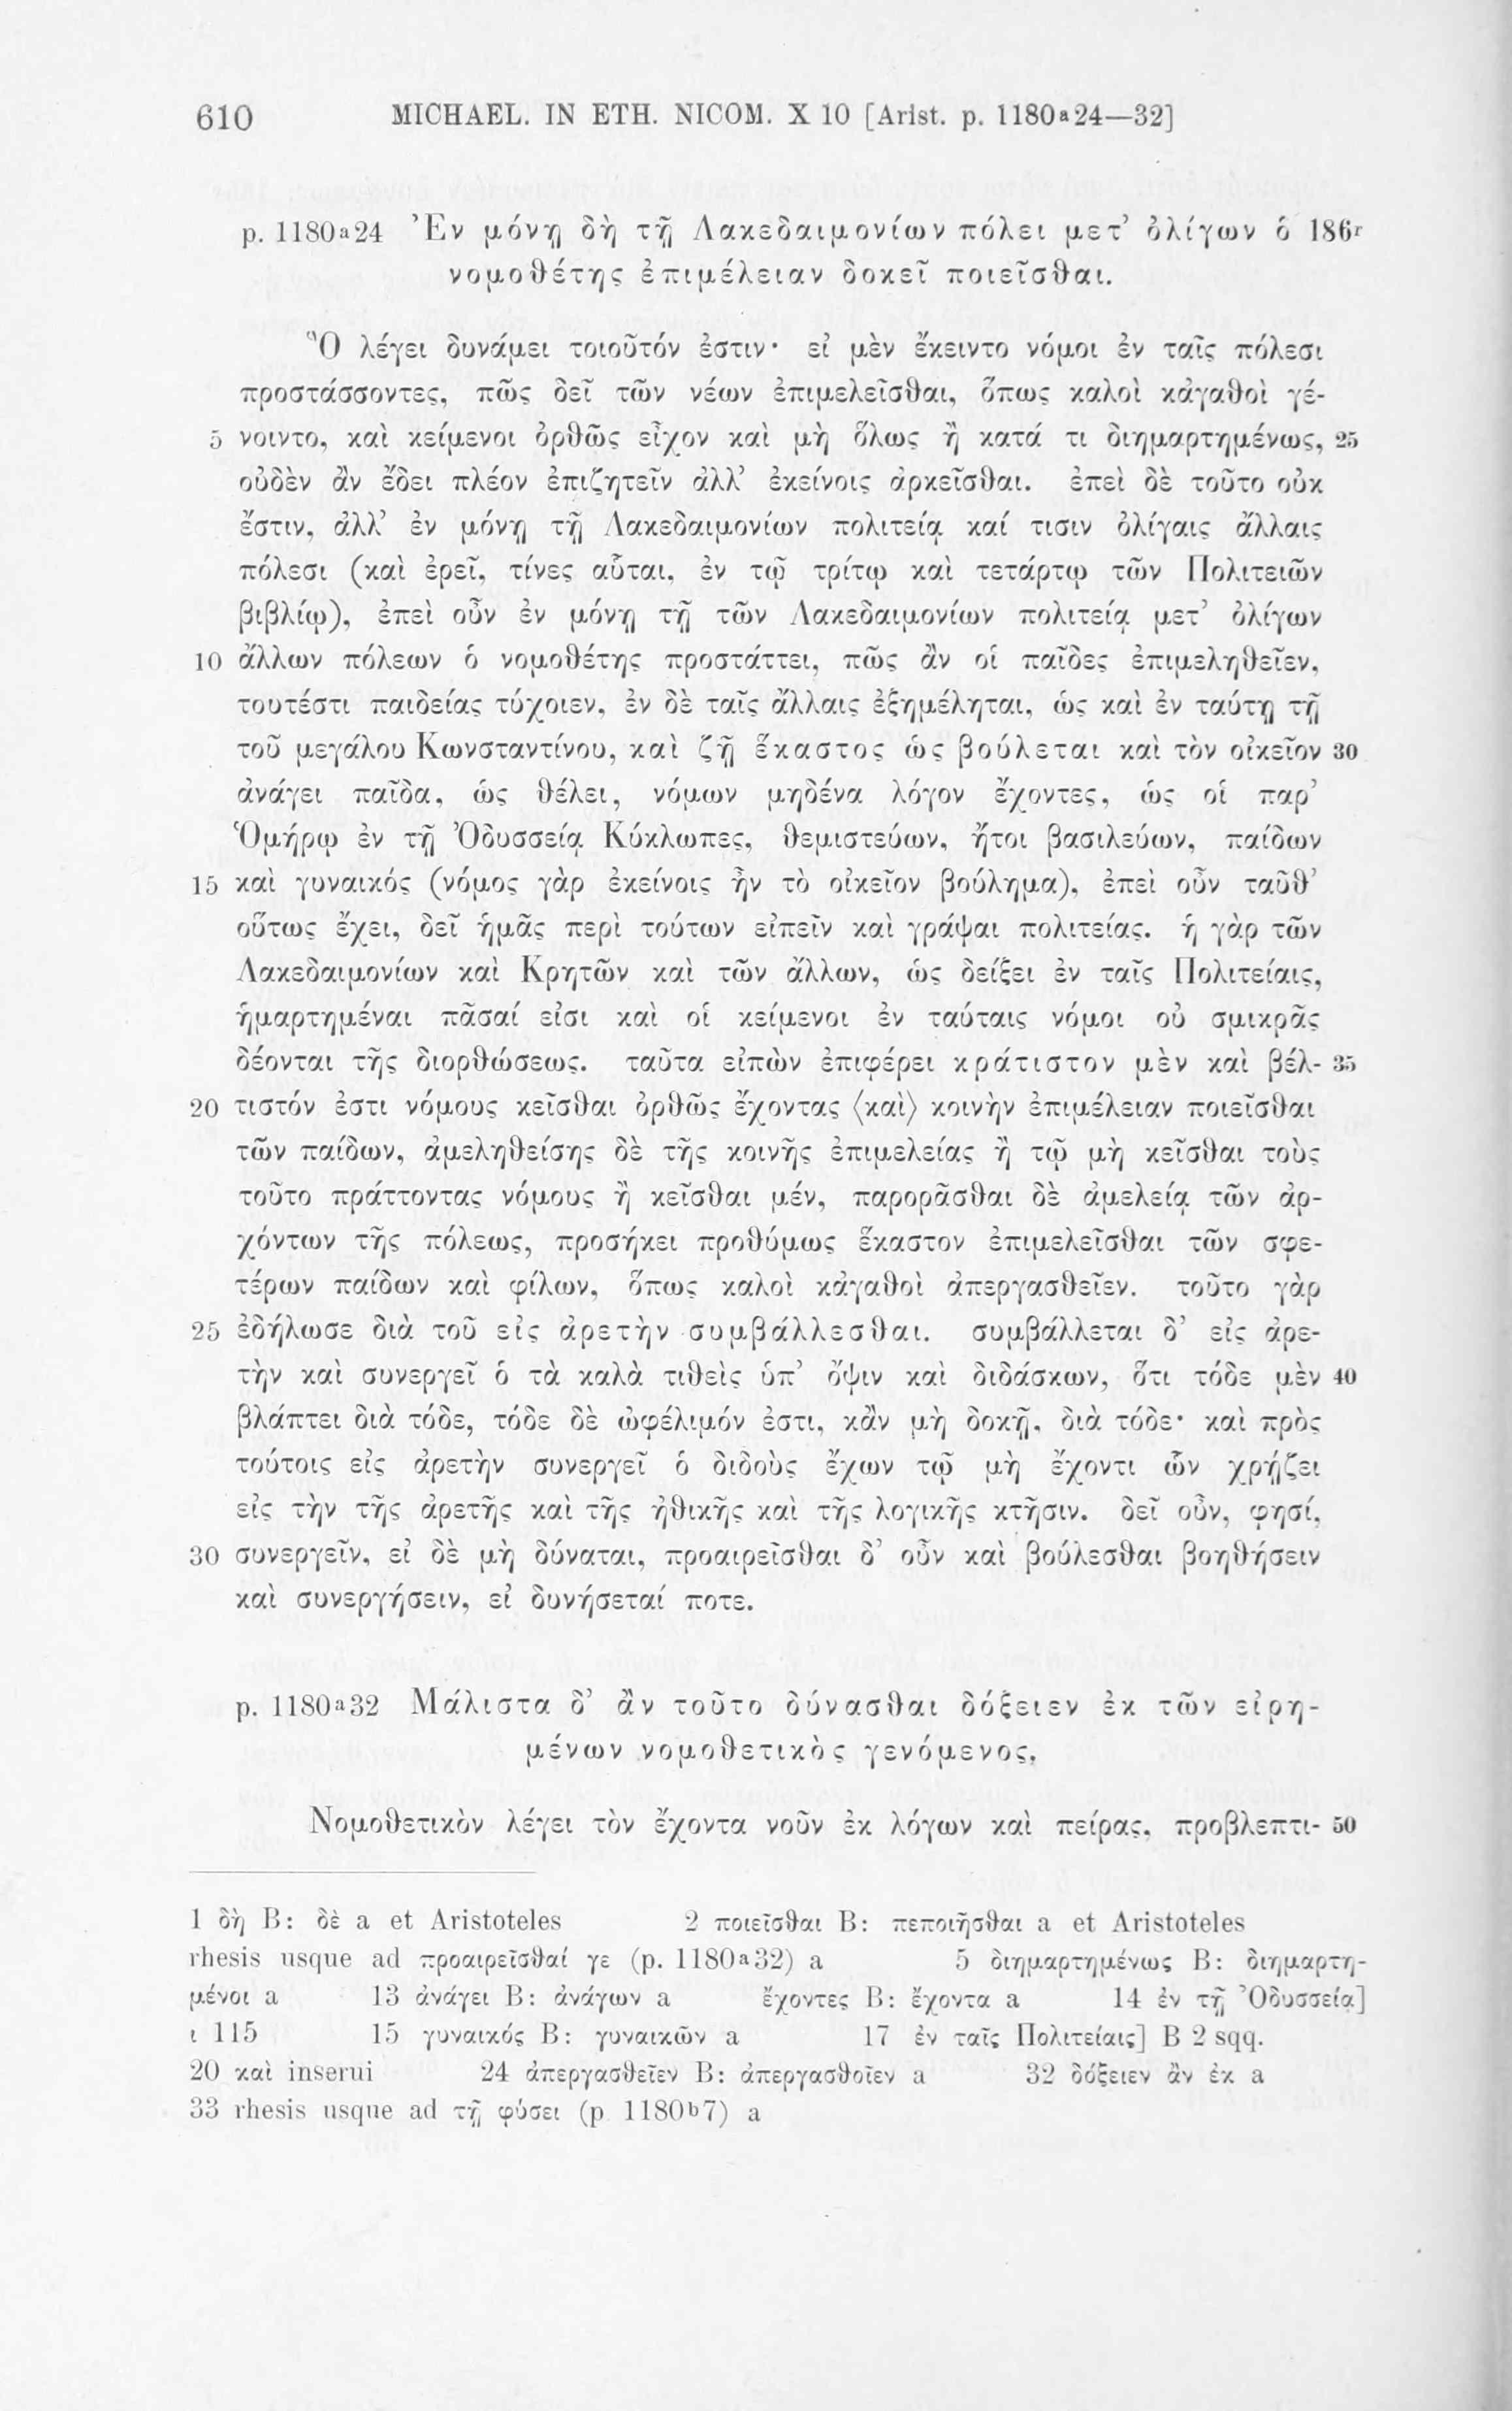 610 MICHAEL. IN ETH. NICOM. X 10 [Arist. p. 1180a24—32]
p. 1180a24 Ἐν μόνῃ δὴ τῇ Λακεδαιμονίων πόλει μετ’ ὀλίγων ὁ 186r
νομοθέτης ἐπιμέλειαν δοκεῖ ποιεῖσθαι.
Ὃ λέγει δυνάμει τοιοῦτόν ἐστιν· εἰ μὲν ἔκειντο νόμοι ἐν ταῖς πόλεσι
προστάσσοντες, πῶς δεῖ τῶν νέων ἐπιμελεῖσθαι, ὅπως καλοὶ κἀγαθοὶ γέ-
5 νοιντο, καὶ κείμενοι ὀρθῶς εἶχον καὶ μὴ ὅλως ἢ κατά τι διημαρτημένως, 25
οὐδὲν ἂν ἔδει πλέον ἐπιζητεῖν ἀλλ’ ἐκείνοις ἀρκεῖσθαι. ἐπεὶ δὲ τοῦτο οὐκ
ἔστιν, ἀλλ’ ἐν μόνῃ τῇ Λακεδαιμονίων πολιτείᾳ καί τισιν ὀλίγαις ἄλλαις
πόλεσι (καὶ ἐρεῖ, τίνες αὗται, ἐν τῷ τρίτῳ καὶ τετάρτῳ τῶν Πολιτειῶν
βιβλίῳ), ἐπεὶ οὖν ἐν μόνῃ τῇ τῶν Λακεδαιμονίων πολιτείᾳ μετ’ ὀλίγων
10 ἄλλων πόλεων ὁ νομοθέτης προστάττει, πῶς ἂν οἱ παῖδες ἐπιμεληθεῖεν,
τουτέστι παιδείας τύχοιεν, ἐν δὲ ταῖς ἄλλαις ἐξημέληται, ὡς καὶ ἐν ταύτῃ τῇ
τοῦ μεγάλου Κωνσταντίνου, καὶ ζῇ ἕκαστος ὡς βούλεται καὶ τὸν οἰκεῖον 30
ἀνάγει παῖδα, ὡς θέλει, νόμων μηδένα λόγον ἔχοντες, ὡς οἱ παρ’
Ὁμήρῳ ἐν τῇ Ὀδυσσείᾳ Κύκλωπες, θεμιστεύων, ἤτοι βασιλεύων, παίδων
15 καὶ γυναικός (νόμος γὰρ ἐκείνοις ἦν τὸ οἰκεῖον βούλημα), ἐπεὶ οὖν ταῦθ’
οὕτως ἔχει, δεῖ ἡμᾶς περὶ τούτων εἰπεῖν καὶ γράψαι πολιτείας. ἡ γὰρ τῶν
Λακεδαιμονίων καὶ Κρητῶν καὶ τῶν ἄλλων, ὡς δείξει ἐν ταῖς Πολιτείαις,
ἡμαρτημέναι πᾶσαί εἰσι καὶ οἱ κείμενοι ἐν ταύταις νόμοι οὐ σμικρᾶς
δέονται τῆς διορθώσεως. ταῦτα εἰπὼν ἐπιφέρει κράτιστον μὲν καὶ βέλ- 35
20 τιστόν ἐστι νόμους κεῖσθαι ὀρθῶς ἔχοντας ⟨καὶ⟩ κοινὴν ἐπιμέλειαν ποιεῖσθαι
τῶν παίδων, ἀμεληθείσης δὲ τῆς κοινῆς ἐπιμελείας ἢ τῷ μὴ κεῖσθαι τοὺς
τοῦτο πράττοντας νόμους ἢ κεῖσθαι μέν, παρορᾶσθαι δὲ ἀμελείᾳ τῶν ἀρ-
χόντων τῆς πόλεως, προσήκει προθύμως ἕκαστον ἐπιμελεῖσθαι τῶν σφε-
τέρων παίδων καὶ φίλων, ὅπως καλοὶ κἀγαθοὶ ἀπεργασθεῖεν. τοῦτο γὰρ
25 ἐδήλωσε διὰ τοῦ εἰς ἀρετὴν συμβάλλεσθαι. συμβάλλεται δ’ εἰς ἀρε-
τὴν καὶ συνεργεῖ ὁ τὰ καλὰ τιθεὶς ὑπ’ ὄψιν καὶ διδάσκων, ὅτι τόδε μὲν 40
βλάπτει διὰ τόδε, τόδε δὲ ὠφέλιμόν ἐστι, κἂν μὴ δοκῇ, διὰ τόδε· καὶ πρὸς
τούτοις εἰς ἀρετὴν συνεργεῖ ὁ διδοὺς ἔχων τῷ μὴ ἔχοντι ὧν χρῄζει
εἰς τὴν τῆς ἀρετῆς καὶ τῆς ἠθικῆς καὶ τῆς λογικῆς κτῆσιν. δεῖ οὖν, φησί,
30 συνεργεῖν, εἰ δὲ μὴ δύναται, προαιρεῖσθαι δ’ οὖν καὶ βούλεσθαι βοηθήσειν
καὶ συνεργήσειν, εἰ δυνήσεταί ποτε.
p. 1180a32 Μάλιστα δ’ ἂν τοῦτο δύνασθαι δόξειεν ἐκ τῶν εἰρη-
μένων νομοθετικὸς γενόμενος.
Νομοθετικὸν λέγει τὸν ἔχοντα νοῦν ἐκ λόγων καὶ πείρας, προβλεπτι- 50
1 δὴ B: δὲ a et Aristoteles 2 ποιεῖσθαι B: πεποιῆσθαι a et Aristoteles
rhesis usque ad προαιρεῖσθαί γε (p. 1180a32) a 5 διημαρτημένως B: διημαρτη-
μένοι a 13 ἀνάγει B: ἀνάγων a ἔχοντες B: ἔχοντα a 14 ἐν τῇ Ὀδυσσείᾳ]
ι 115 15 γυναικός B: γυναικῶν a 17 ἐν ταῖς Πολιτείαις] B 2 sqq.
20 καὶ inserui 24 ἀπεργασθεῖεν B: ἀπεργασθοῖεν a 32 δόξειεν ἂν ἐκ a
33 rhesis usque ad τῇ φύσει (p 1180b7) a